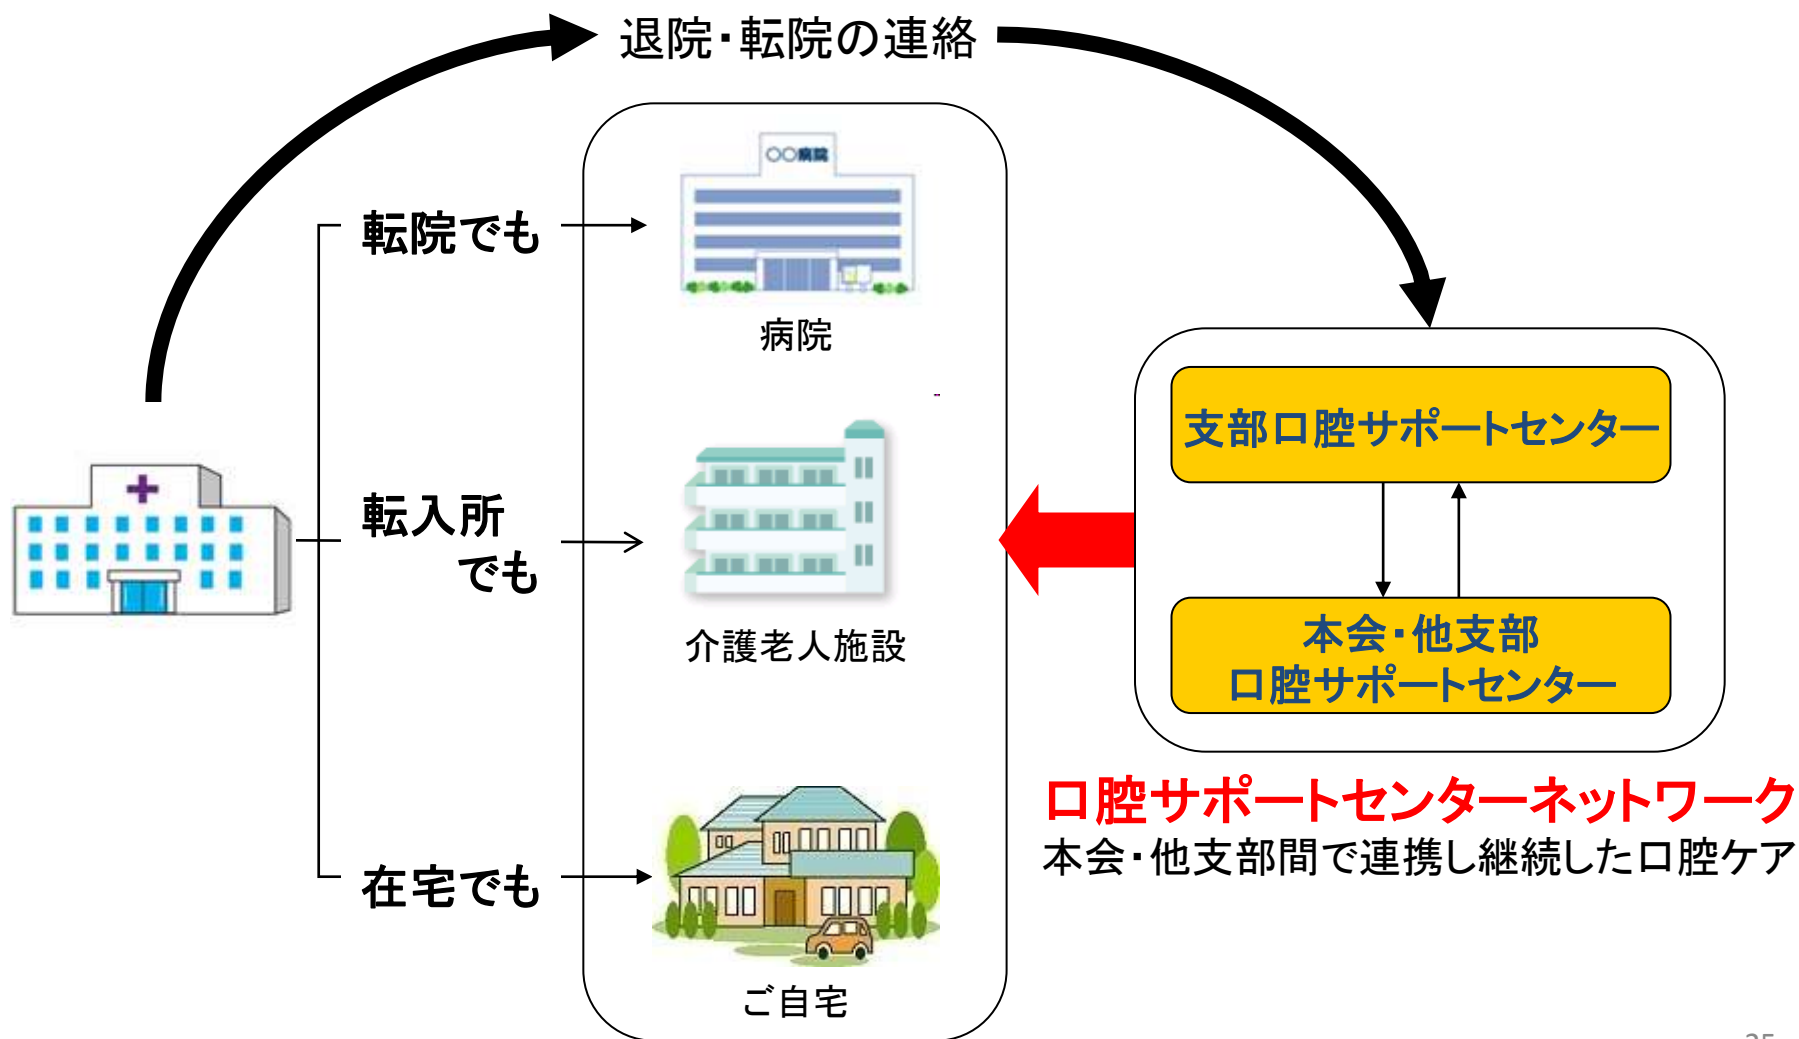 退院・転院の連絡
〇〇病院
転院でも
病院
転入所
でも
介護老人施設
在宅でも
ご自宅
支部口腔サポートセンター
本会・他支部
口腔サポートセンター
口腔サポートセンターネットワーク
本会・他支部間で連携し継続した口腔ケア